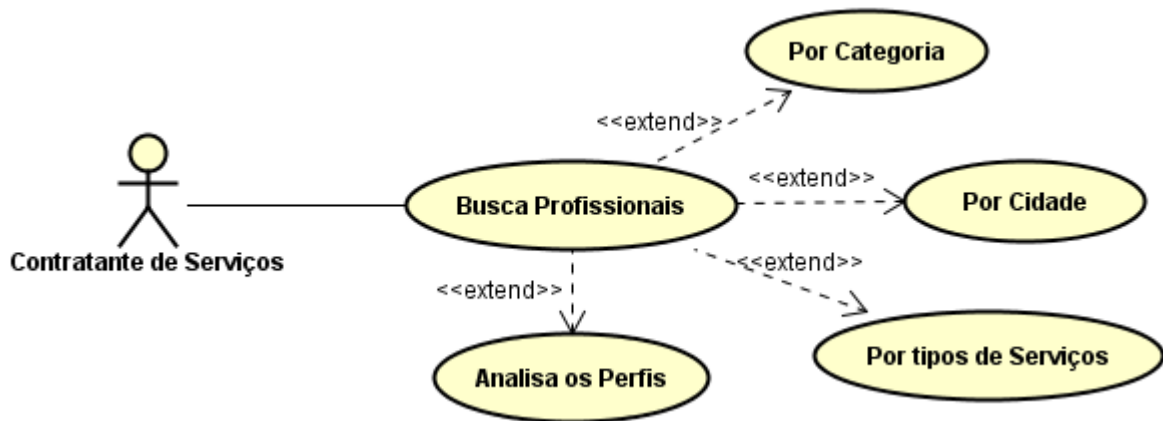 Por Categoria
<<extend>>
<<extend>>
Busca Profissionais
Por Cidade
Contratante de Serviços
<<extend>>
<<extend>>
Por tipos de Serviços
Analisa os Perfis